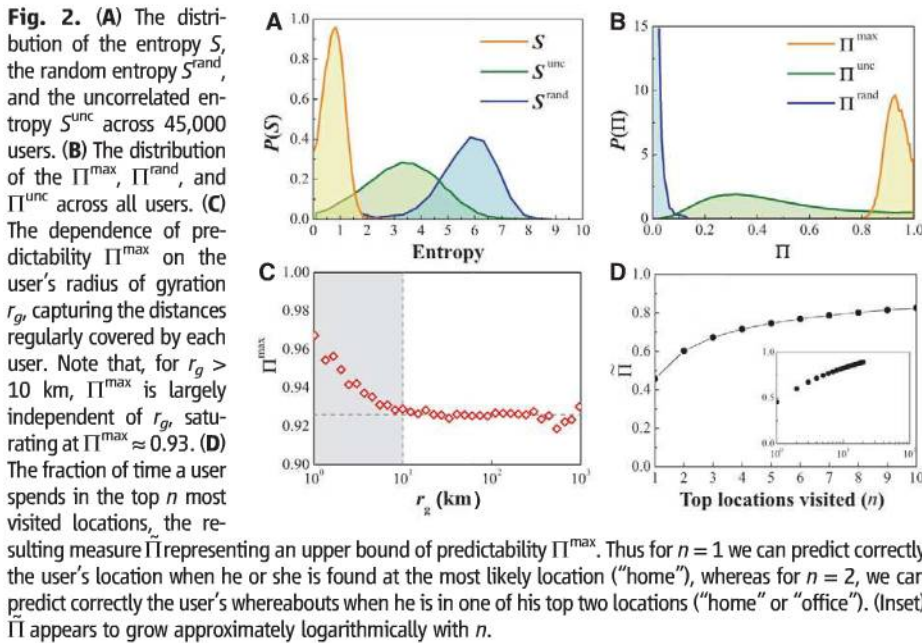 Fig. 2. (A) The distri-
bution of the entropy S,
the random entropy S^rand,
and the uncorrelated en-
tropy S^unc across 45,000
users. (B) The distribution
of the Π^max, Π^rand, and
Π^unc across all users. (C)
The dependence of pre-
dictability Π^max on the
user's radius of gyration
r_g, capturing the distances
regularly covered by each
user. Note that, for r_g >
10 km, Π^max is largely
independent of r_g, satu-
rating at Π^max ≈ 0.93. (D)
The fraction of time a user
spends in the top n most
visited locations, the re-
sulting measure Π̃ representing an upper bound of predictability Π^max. Thus for n = 1 we can predict correctly
the user's location when he or she is found at the most likely location ("home"), whereas for n = 2, we can
predict correctly the user's whereabouts when he is in one of his top two locations ("home" or "office"). (Inset)
Π̃ appears to grow approximately logarithmically with n.
A
1.0
0.8
0.6
0.4
0.2
0.0
P(S)
S
S^unc
S^rand
0 1 2 3 4 5 6 7 8 9 10
Entropy
B
15
10
5
0
P(Π)
Π^max
Π^unc
Π^rand
0.0 0.2 0.4 0.6 0.8 1.0
Π
C
1.00
0.98
0.96
0.94
0.92
0.90
Π^max
10^0 10^1 10^2 10^3
r_g (km)
D
1.0
0.8
0.6
0.4
0.2
0.0
Π̃
1.0
0.5
0.0
10^0 10^1
1 2 3 4 5 6 7 8 9 10
Top locations visited (n)